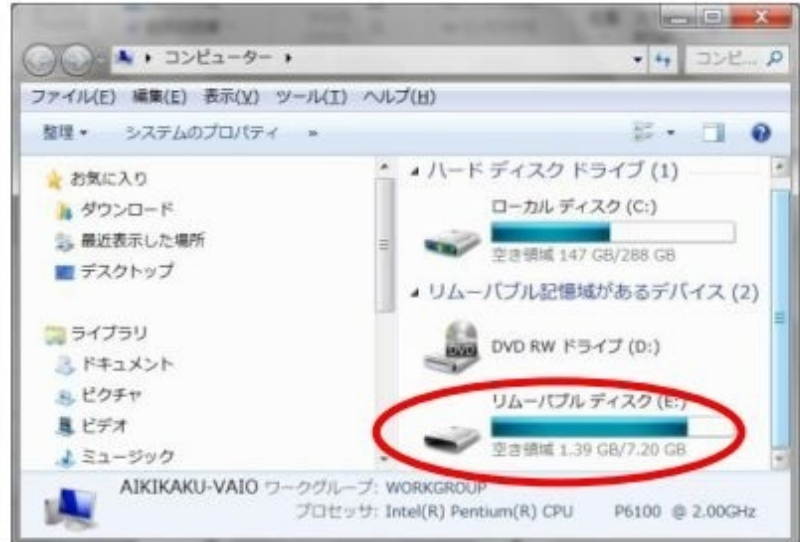 コンピューター
コンピ...
ファイル(F) 編集(E) 表示(V) ツール(T) ヘルプ(H)
整理 システムのプロパティ »
お気に入り
ダウンロード
最近表示した場所
デスクトップ
ライブラリ
ドキュメント
ピクチャ
ビデオ
ミュージック
ハード ディスク ドライブ (1)
ローカル ディスク (C:)
空き領域 147 GB/288 GB
リムーバブル記憶域があるデバイス (2)
DVD
DVD RW ドライブ (D:)
リムーバブル ディスク (E:)
空き領域 1.39 GB/7.20 GB
AIKIKAKU-VAIO ワークグループ: WORKGROUP
プロセッサ: Intel(R) Pentium(R) CPU P6100 @ 2.00GHz